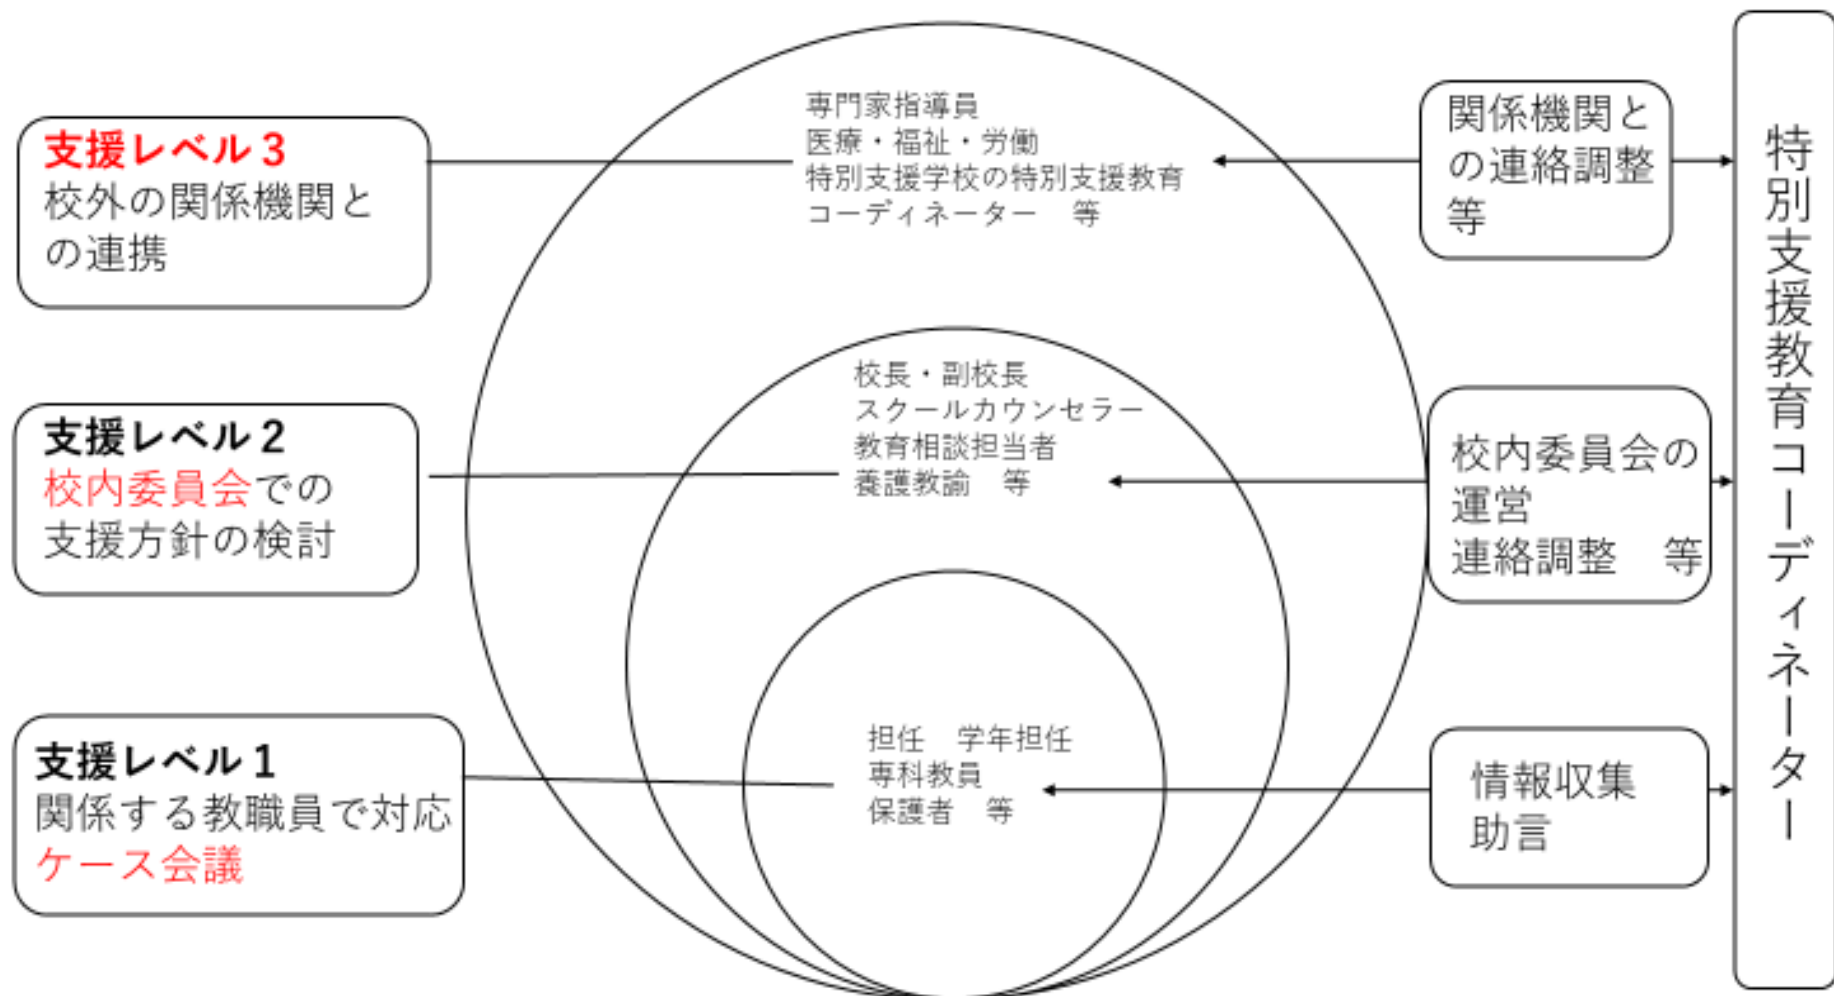 支援レベル３
校外の関係機関と
の連携
専門家指導員
医療・福祉・労働
特別支援学校の特別支援教育
コーディネーター　等
関係機関と
の連絡調整
等
支援レベル２
校内委員会での
支援方針の検討
校長・副校長
スクールカウンセラー
教育相談担当者
養護教諭　等
校内委員会の
運営
連絡調整　等
支援レベル１
関係する教職員で対応
ケース会議
担任　学年担任
専科教員
保護者　等
情報収集
助言
特別支援教育コーディネーター